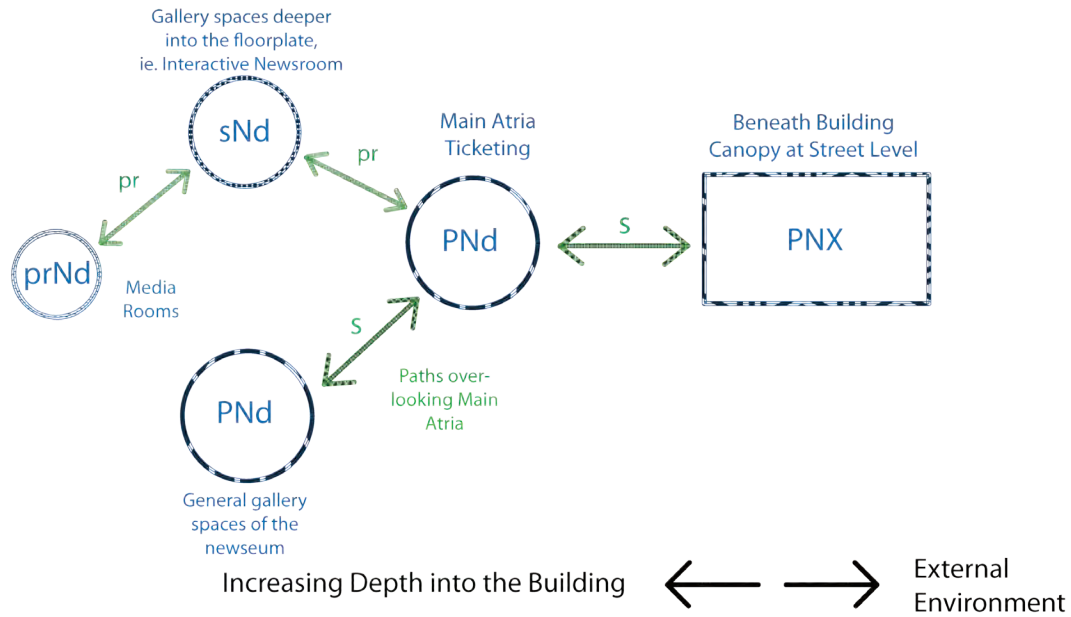 Gallery spaces deeper
into the floorplate,
ie. Interactive Newsroom
sNd
Main Atria
Ticketing
Beneath Building
Canopy at Street Level
pr
pr
PNd
S
PNX
prNd
Media
Rooms
S
Paths over-
looking Main
Atria
PNd
General gallery
spaces of the
newseum
Increasing Depth into the Building
External
Environment